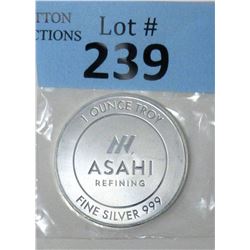 TTON
CTIONS
Lot #
239
1 OUNCE TROY
ASAHI
REFINING
FINE SILVER 999